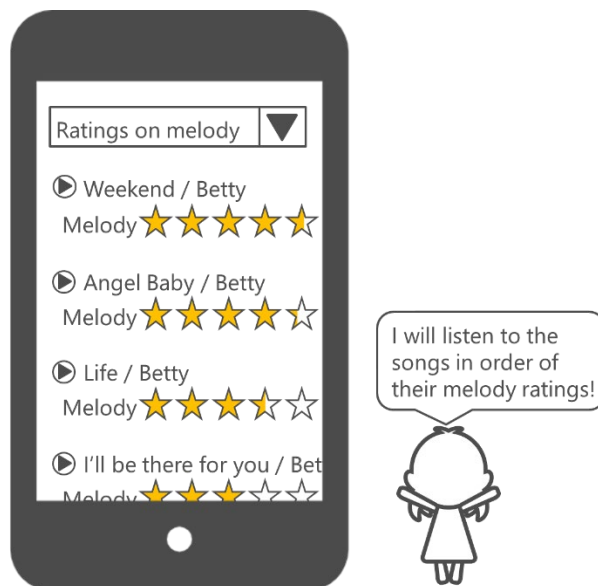 Ratings on melody
Weekend / Betty
Melody
Angel Baby / Betty
Melody
Life / Betty
Melody
I'll be there for you / Bet
Melody
I will listen to the
songs in order of
their melody ratings!